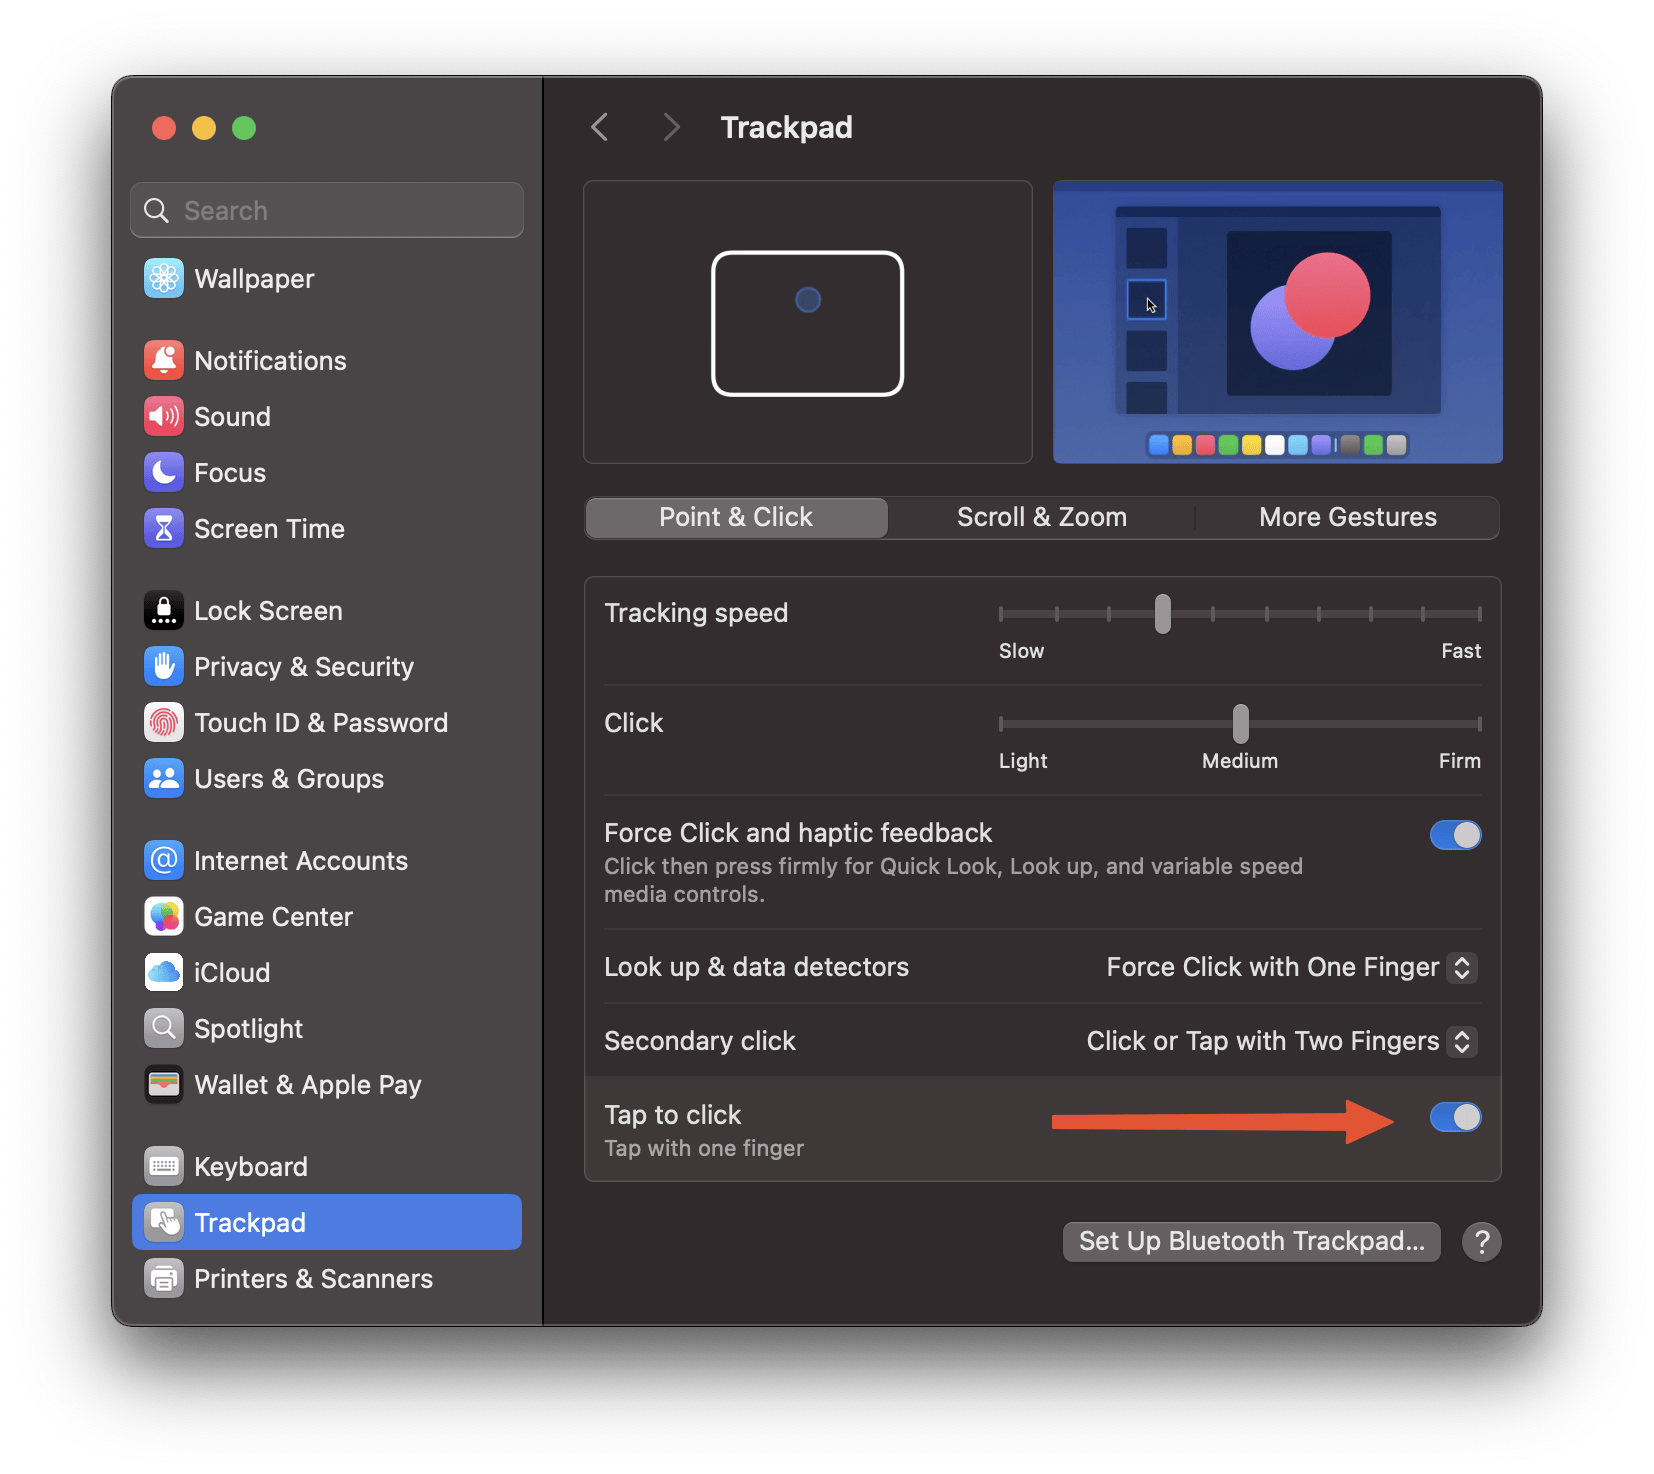 Search
Wallpaper
Notifications
Sound
Focus
Screen Time
Lock Screen
Privacy & Security
Touch ID & Password
Users & Groups
Internet Accounts
Game Center
iCloud
Spotlight
Wallet & Apple Pay
Keyboard
Trackpad
Printers & Scanners
Trackpad
Point & Click
Scroll & Zoom
More Gestures
Tracking speed
Slow
Fast
Click
Light
Medium
Firm
Force Click and haptic feedback
Click then press firmly for Quick Look, Look up, and variable speed
media controls.
Look up & data detectors
Force Click with One Finger
Secondary click
Click or Tap with Two Fingers
Tap to click
Tap with one finger
Set Up Bluetooth Trackpad...
?